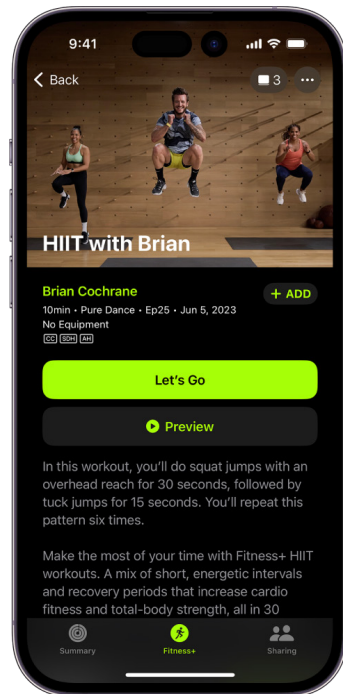 9:41
Back
3
HIIT with Brian
Brian Cochrane
+ ADD
10min • Pure Dance • Ep25 • Jun 5, 2023
No Equipment
CC SDH AH
Let's Go
Preview
In this workout, you'll do squat jumps with an
overhead reach for 30 seconds, followed by
tuck jumps for 15 seconds. You'll repeat this
pattern six times.
Make the most of your time with Fitness+ HIIT
workouts. A mix of short, energetic intervals
and recovery periods that increase cardio
fitness and total-body strength, all in 30
Summary
Fitness+
Sharing